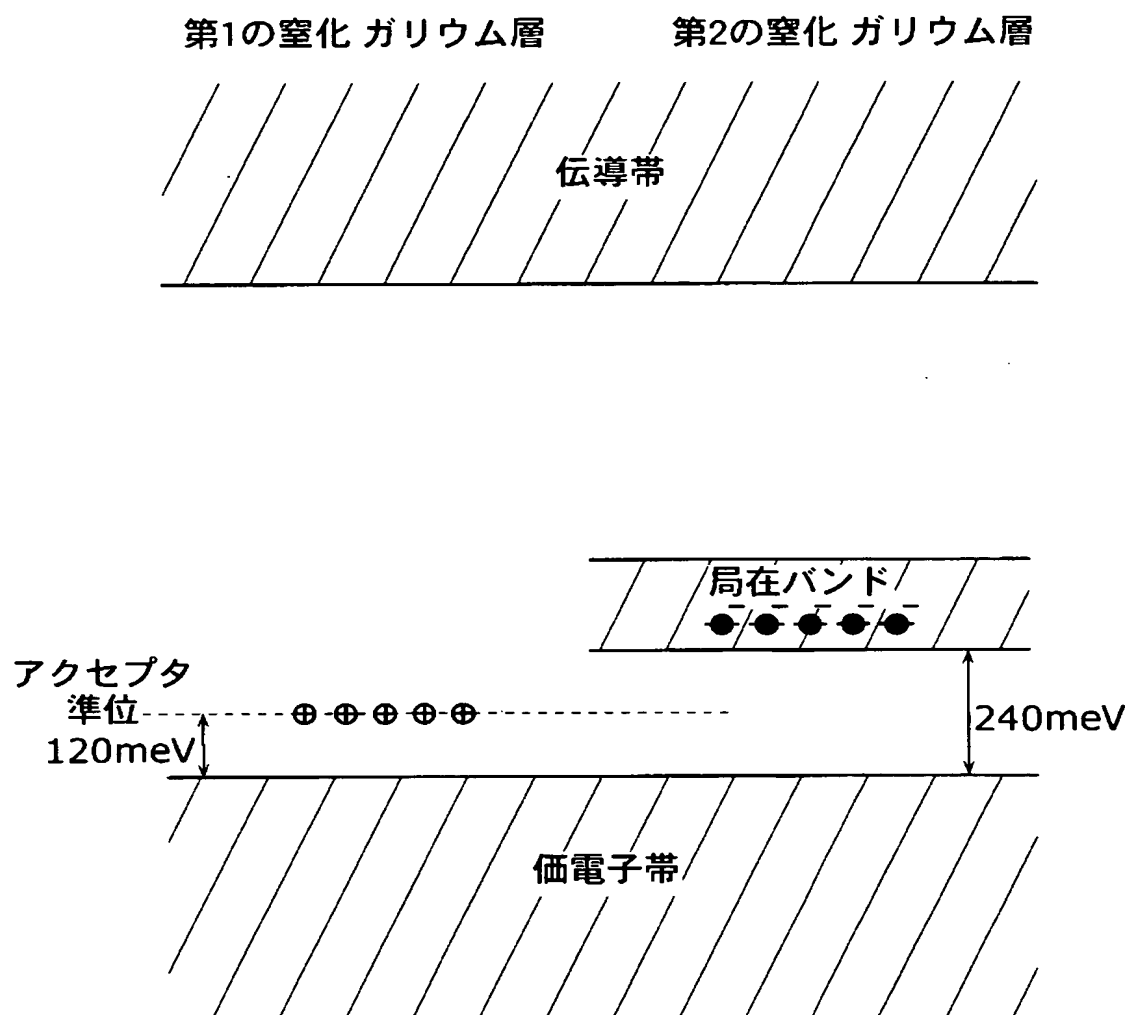 第1の窒化 ガリウム層
第2の窒化 ガリウム層
伝導帯
局在バンド
アクセプタ
準位
120meV
240meV
価電子帯